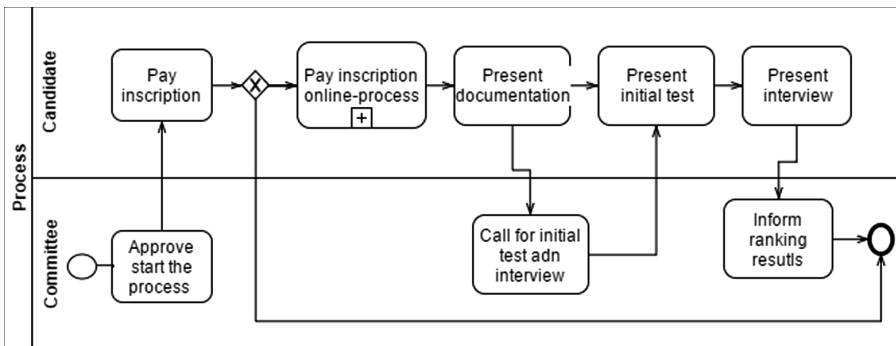 Process
Candidate
Pay
inscription
X
Pay inscription
online-process
+
Present
documentation
Present
initial test
Present
interview
Committee
Approve
start the
process
Call for initial
test adn
interview
Inform
ranking
resutls